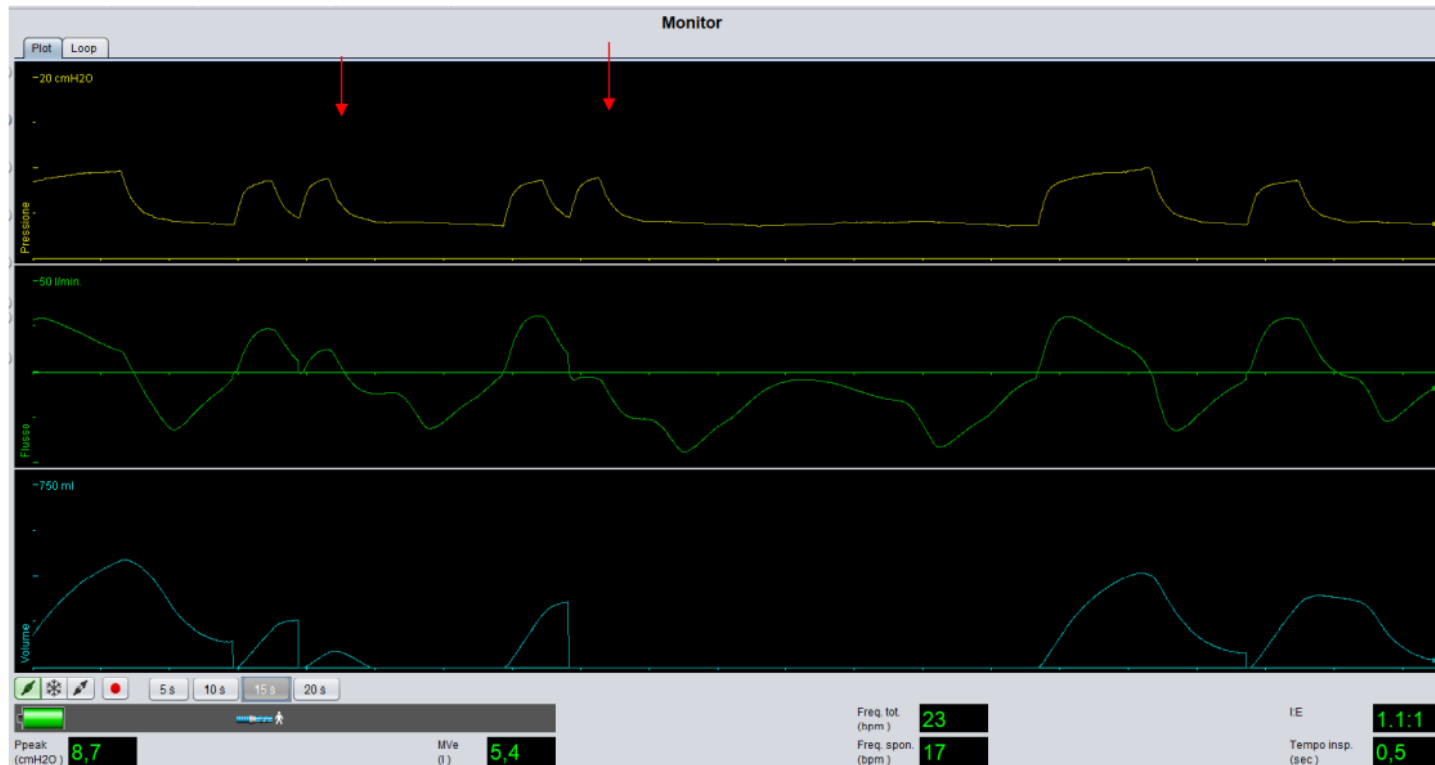 Monitor
Plot
Loop
20 cmH2O
Pressione
50 l/min.
Flusso
750 ml
Volume
5 s
10 s
15 s
20 s
Ppeak
(cmH2O )
8,7
MVe
(l )
5,4
Freq. tot.
(bpm )
23
Freq. spon.
(bpm )
17
I:E
1.1:1
Tempo insp.
(sec )
0,5